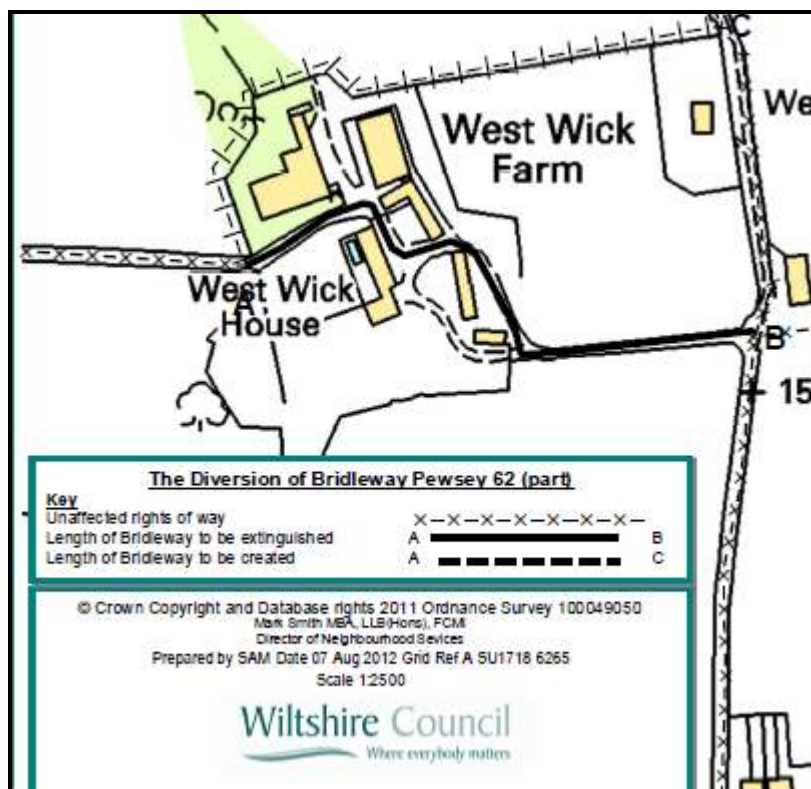 C
We
West Wick
Farm
West Wick
A
House
B
15
The Diversion of Bridleway Pewsey 62 (part)
Key
Unaffected rights of way
Length of Bridleway to be extinguished A B
Length of Bridleway to be created A C
© Crown Copyright and Database rights 2011 Ordnance Survey 100049050
Mark Smith MBA, LLB(Hons), FCMI
Director of Neighbourhood Sevices
Prepared by SAM Date 07 Aug 2012 Grid Ref A SU1718 6265
Scale 1:2500
Wiltshire Council
Where everybody matters